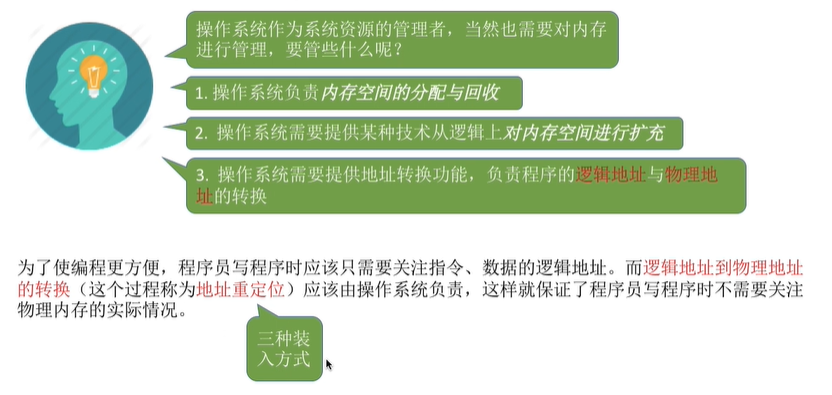 操作系统作为系统资源的管理者，当然也需要对内存
进行管理，要管些什么呢？
1. 操作系统负责内存空间的分配与回收
2. 操作系统需要提供某种技术从逻辑上对内存空间进行扩充
3. 操作系统需要提供地址转换功能，负责程序的逻辑地址与物理地
址的转换
为了使编程更方便，程序员写程序时应该只需要关注指令、数据的逻辑地址。而逻辑地址到物理地址
的转换（这个过程称为地址重定位）应该由操作系统负责，这样就保证了程序员写程序时不需要关注
物理内存的实际情况。
三种装
入方式